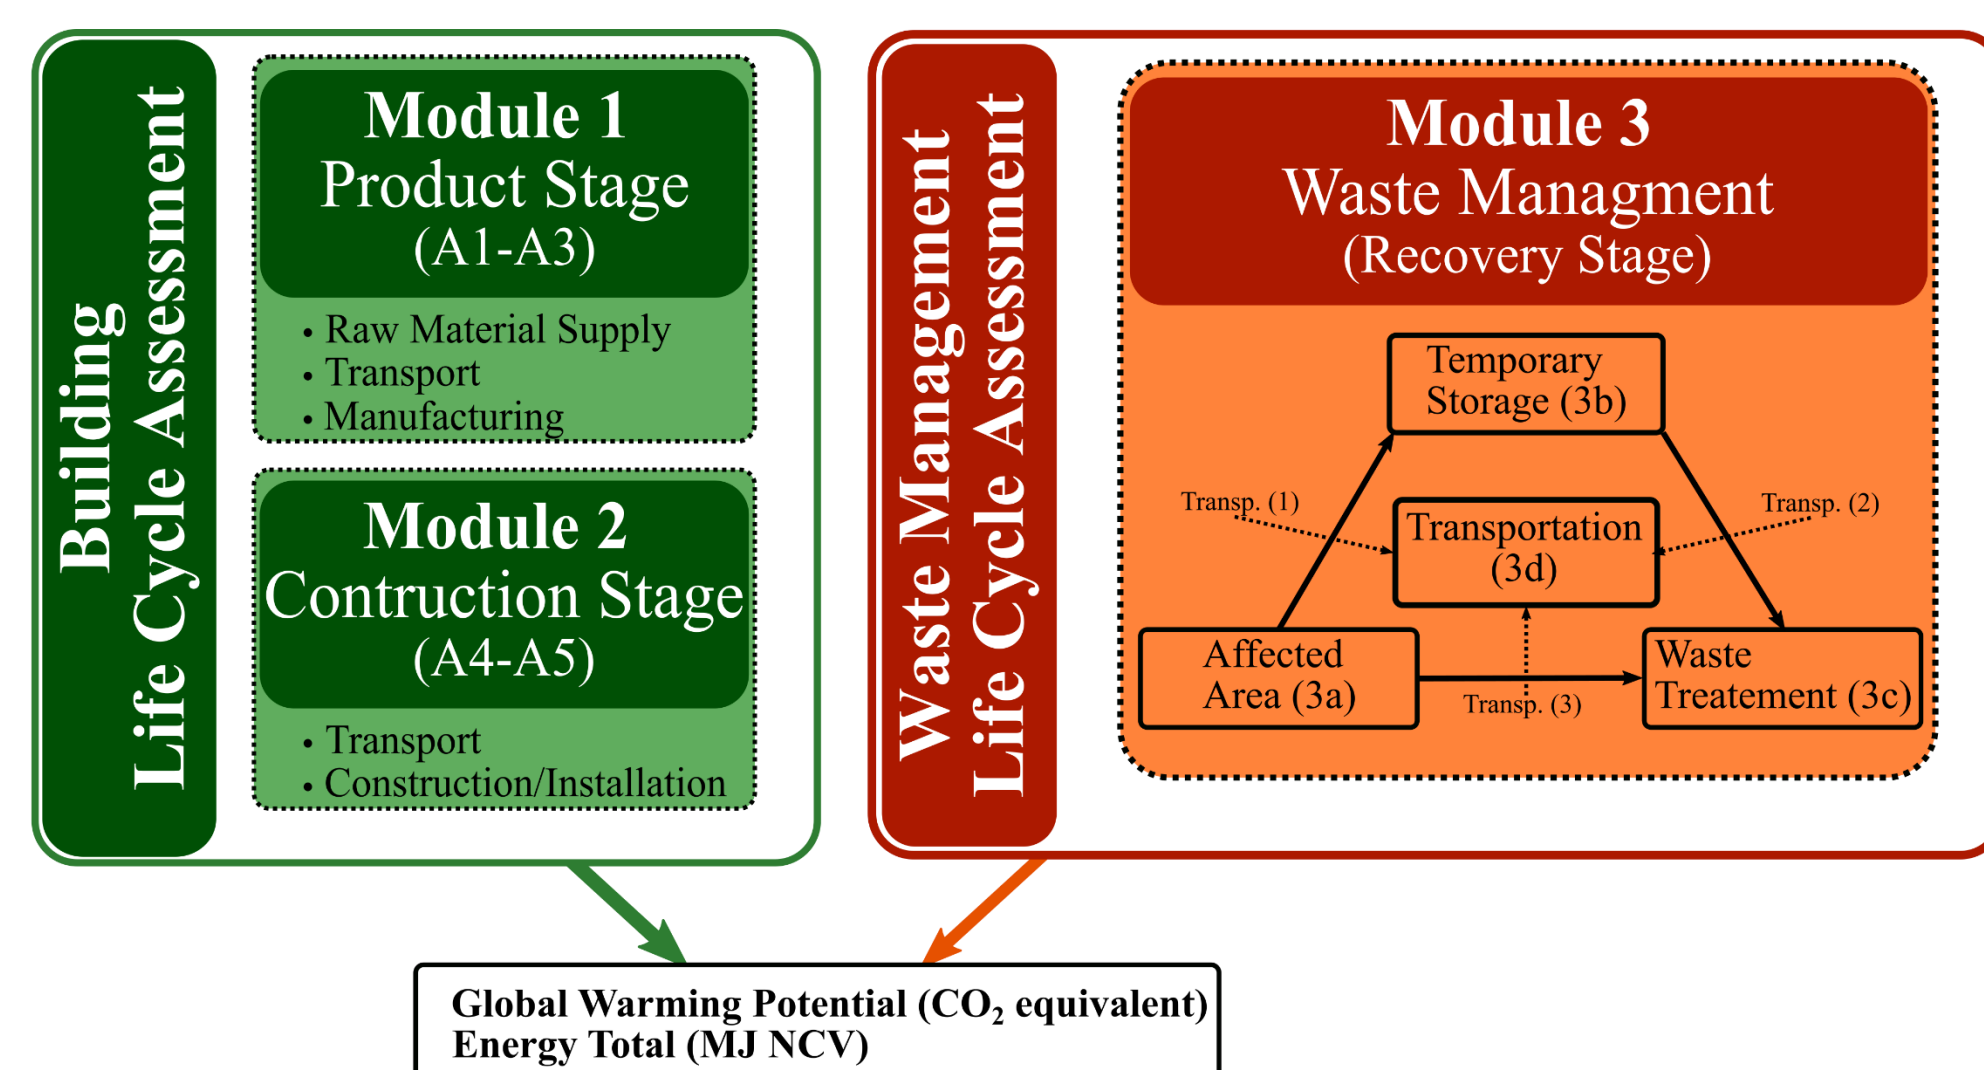 Building
Life Cycle Assessment
Module 1
Product Stage
(A1-A3)
• Raw Material Supply
• Transport
• Manufacturing
Module 2
Contruction Stage
(A4-A5)
• Transport
• Construction/Installation
Waste Management
Life Cycle Assessment
Module 3
Waste Managment
(Recovery Stage)
Temporary
Storage (3b)
Transp. (1)
Transp. (2)
Transportation
(3d)
Affected
Area (3a)
Transp. (3)
Waste
Treatement (3c)
Global Warming Potential (CO₂ equivalent)
Energy Total (MJ NCV)